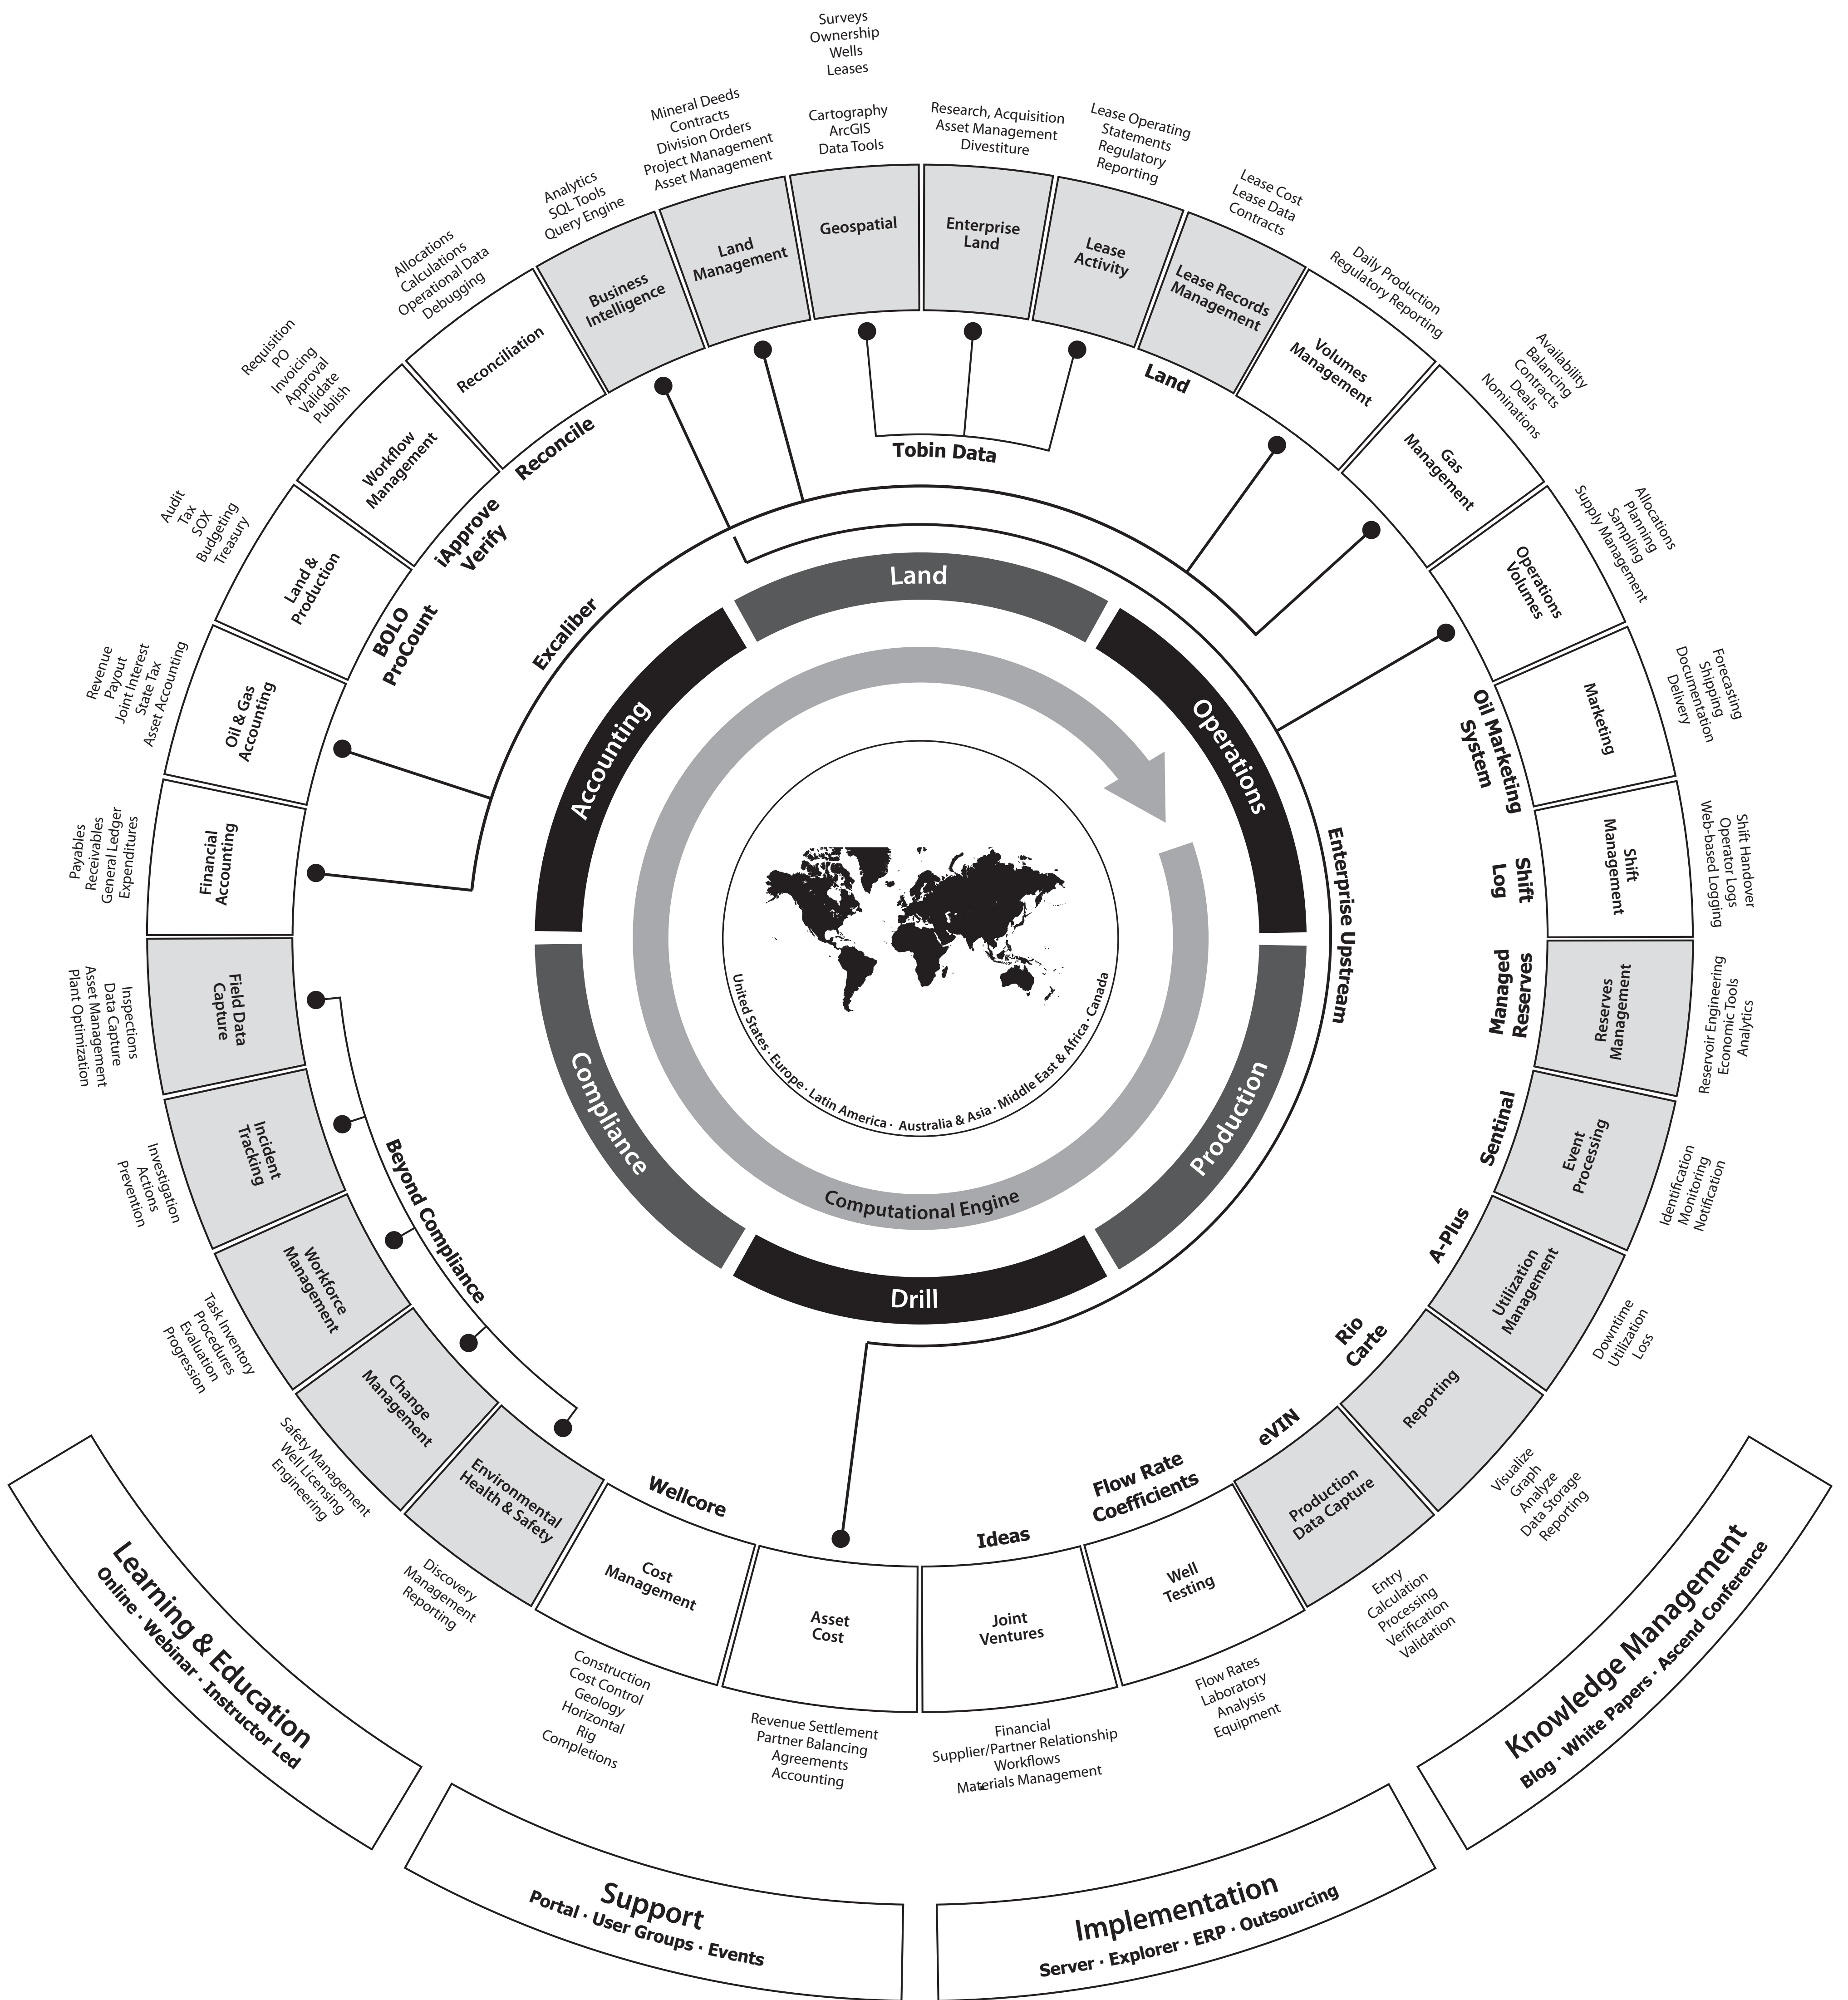 Surveys
Ownership
Wells
Leases
Cartography
ArcGIS
Data Tools
Geospatial
Research, Acquisition
Asset Management
Divestiture
Enterprise
Land
Lease Operating
Statements
Regulatory
Reporting
Lease
Activity
Lease Cost
Lease Data
Contracts
Lease Records
Management
Daily Production
Regulatory Reporting
Volumes
Management
Availability
Balancing
Contracts
Deals
Nominations
Gas
Management
Allocations
Planning
Sampling
Supply Management
Operations
Volumes
Forecasting
Shipping
Documentation
Delivery
Marketing
Shift Handover
Operator Logs
Web-based Logging
Shift
Management
Reservoir Engineering
Economic Tools
Analytics
Reserves
Management
Identification
Monitoring
Notification
Event
Processing
Downtime
Utilization
Loss
Utilization
Management
Visualize
Graph
Analyze
Data Storage
Reporting
Reporting
Entry
Calculation
Processing
Verification
Validation
Production
Data Capture
Flow Rates
Laboratory
Analysis
Equipment
Well
Testing
Financial
Supplier/Partner Relationship
Workflows
Materials Management
Joint
Ventures
Revenue Settlement
Partner Balancing
Agreements
Accounting
Asset
Cost
Construction
Cost Control
Geology
Horizontal
Rig
Completions
Cost
Management
Discovery
Management
Reporting
Environmental
Health & Safety
Safety Management
Well Licensing
Engineering
Change
Management
Task Inventory
Procedures
Evaluation
Progression
Workforce
Management
Investigation
Actions
Prevention
Incident
Tracking
Inspections
Data Capture
Asset Management
Plant Optimization
Field Data
Capture
Payables
Receivables
General Ledger
Expenditures
Financial
Accounting
Revenue
Payout
Joint Interest
State Tax
Asset Accounting
Oil & Gas
Accounting
Audit
Tax
SOX
Budgeting
Treasury
Land &
Production
Requisition
PO
Invoicing
Approval
Validate
Publish
Workflow
Management
Allocations
Calculations
Operational Data
Debugging
Reconciliation
Analytics
SQL Tools
Query Engine
Business
Intelligence
Mineral Deeds
Contracts
Division Orders
Project Management
Asset Management
Land
Management
Tobin Data
Land
Oil Marketing
System
Shift
Log
Managed
Reserves
Sentinal
A-Plus
Rio
Carte
eVIN
Flow Rate
Coefficients
Ideas
Wellcore
Beyond Compliance
BOLO
ProCount
iApprove
Verify
Reconcile
Excaliber
Enterprise Upstream
Land
Operations
Production
Drill
Compliance
Accounting
Computational Engine
United States · Europe · Latin America · Australia & Asia · Middle East & Africa · Canada
Learning & Education
Online · Webinar · Instructor Led
Support
Portal · User Groups · Events
Implementation
Server · Explorer · ERP · Outsourcing
Knowledge Management
Blog · White Papers · Ascend Conference